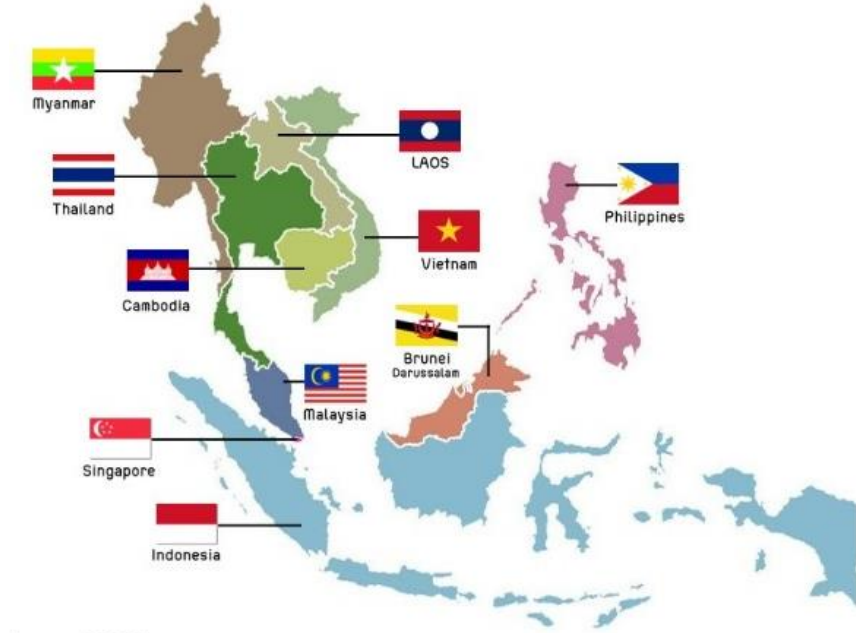 Myanmar
LAOS
Thailand
Philippines
Vietnam
Cambodia
Brunei
Darussalam
Malaysia
Singapore
Indonesia